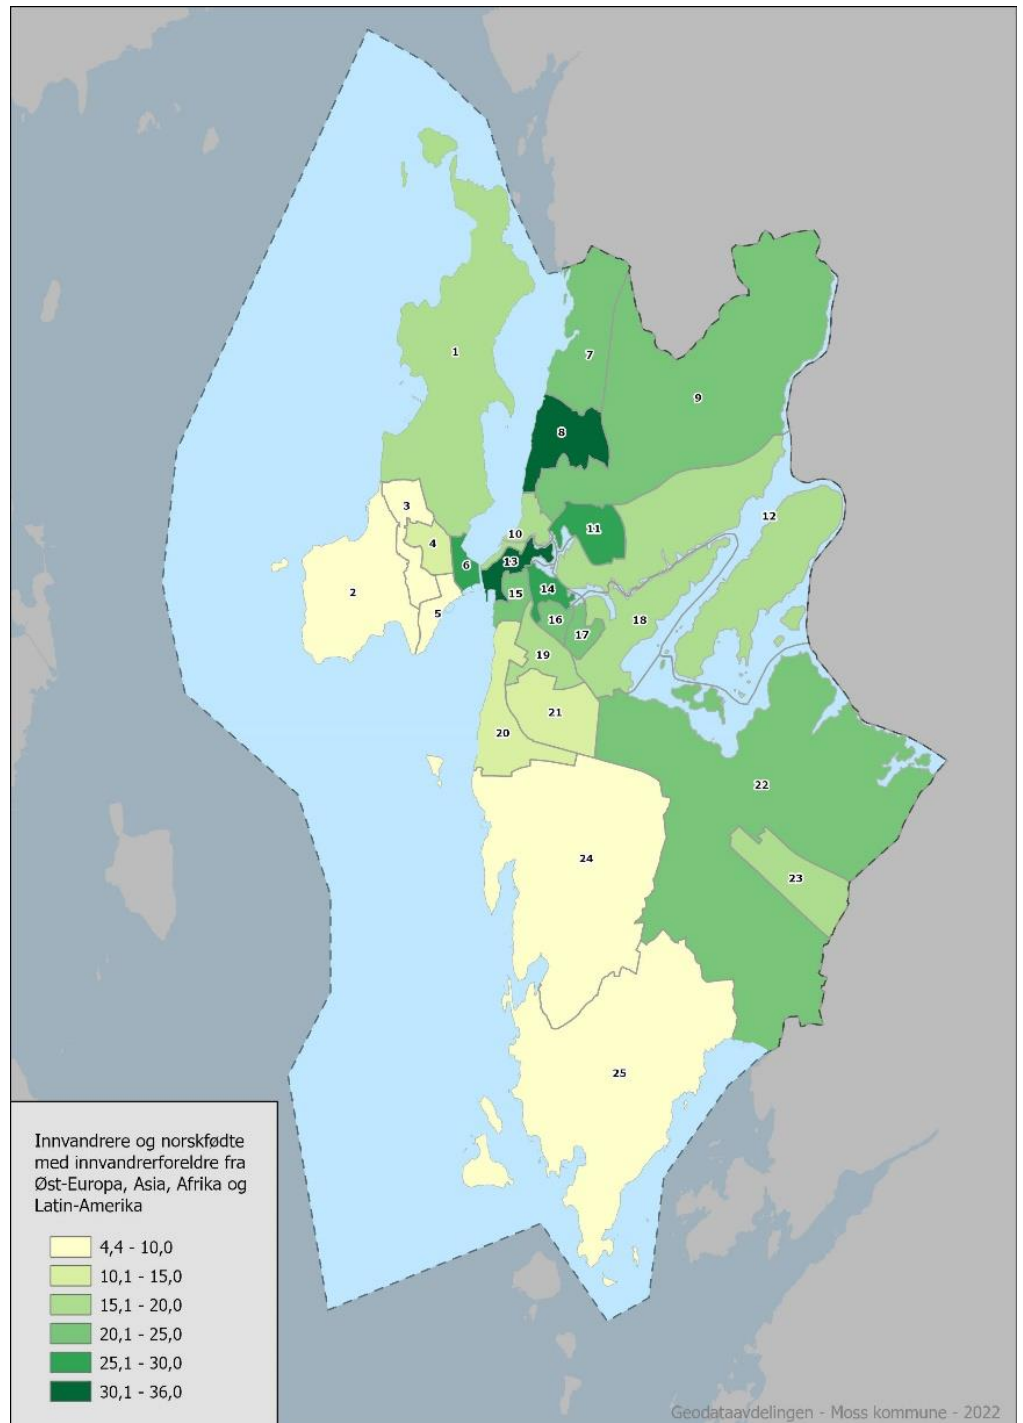 1
7
9
8
3
12
10
11
4
13
6
14
2
15
5
16
18
17
19
21
20
22
24
23
25
Innvandrere og norskfødte
med innvandrerforeldre fra
Øst-Europa, Asia, Afrika og
Latin-Amerika
4,4 - 10,0
10,1 - 15,0
15,1 - 20,0
20,1 - 25,0
25,1 - 30,0
30,1 - 36,0
Geodataavdelingen - Moss kommune - 2022